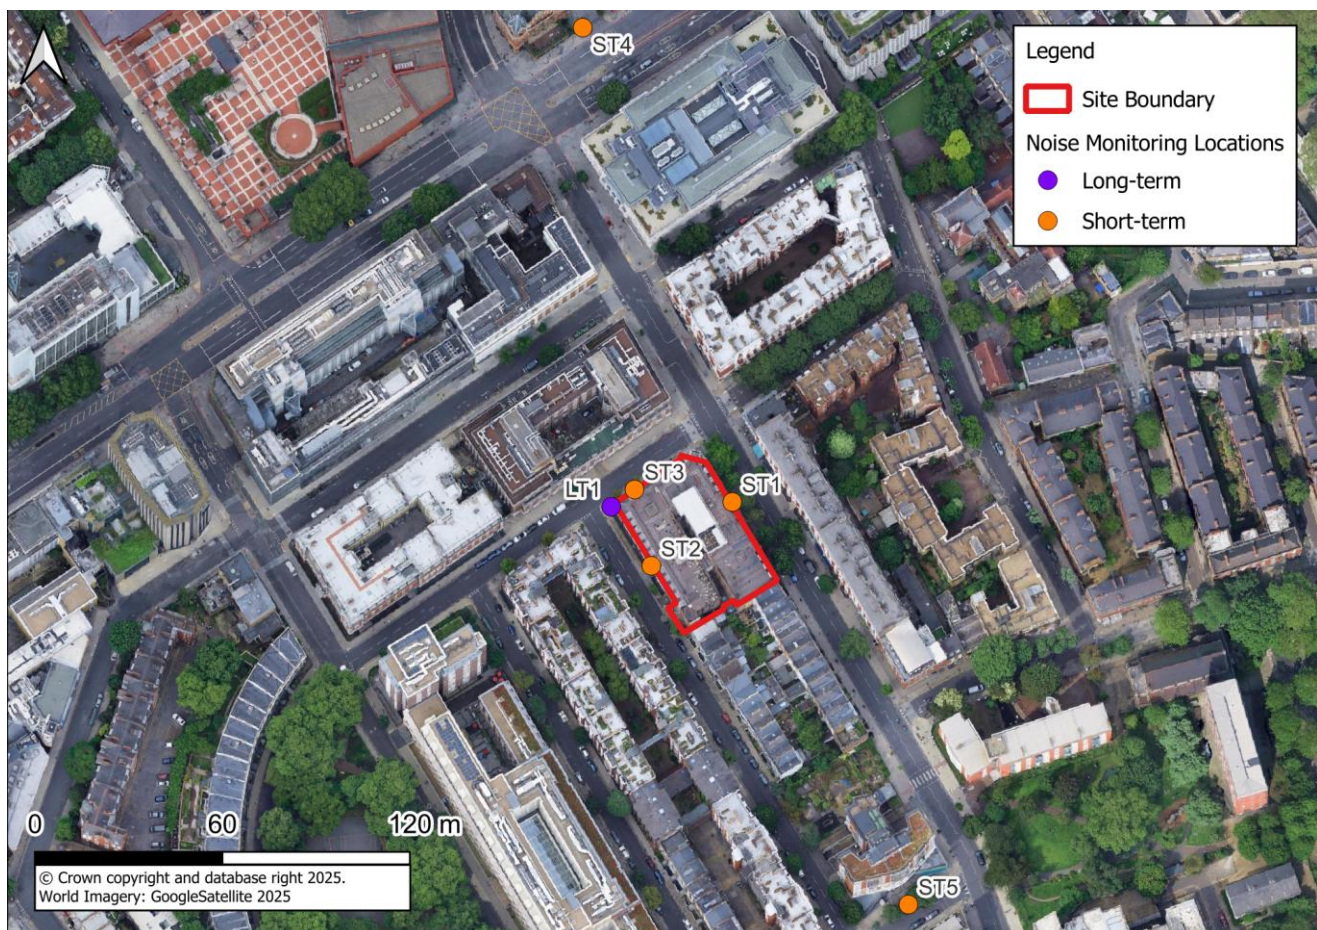 ST4
Legend
Site Boundary
Noise Monitoring Locations
Long-term
Short-term
ST3
LT1
ST1
ST2
0
60
120 m
© Crown copyright and database right 2025.
World Imagery: GoogleSatellite 2025
ST5